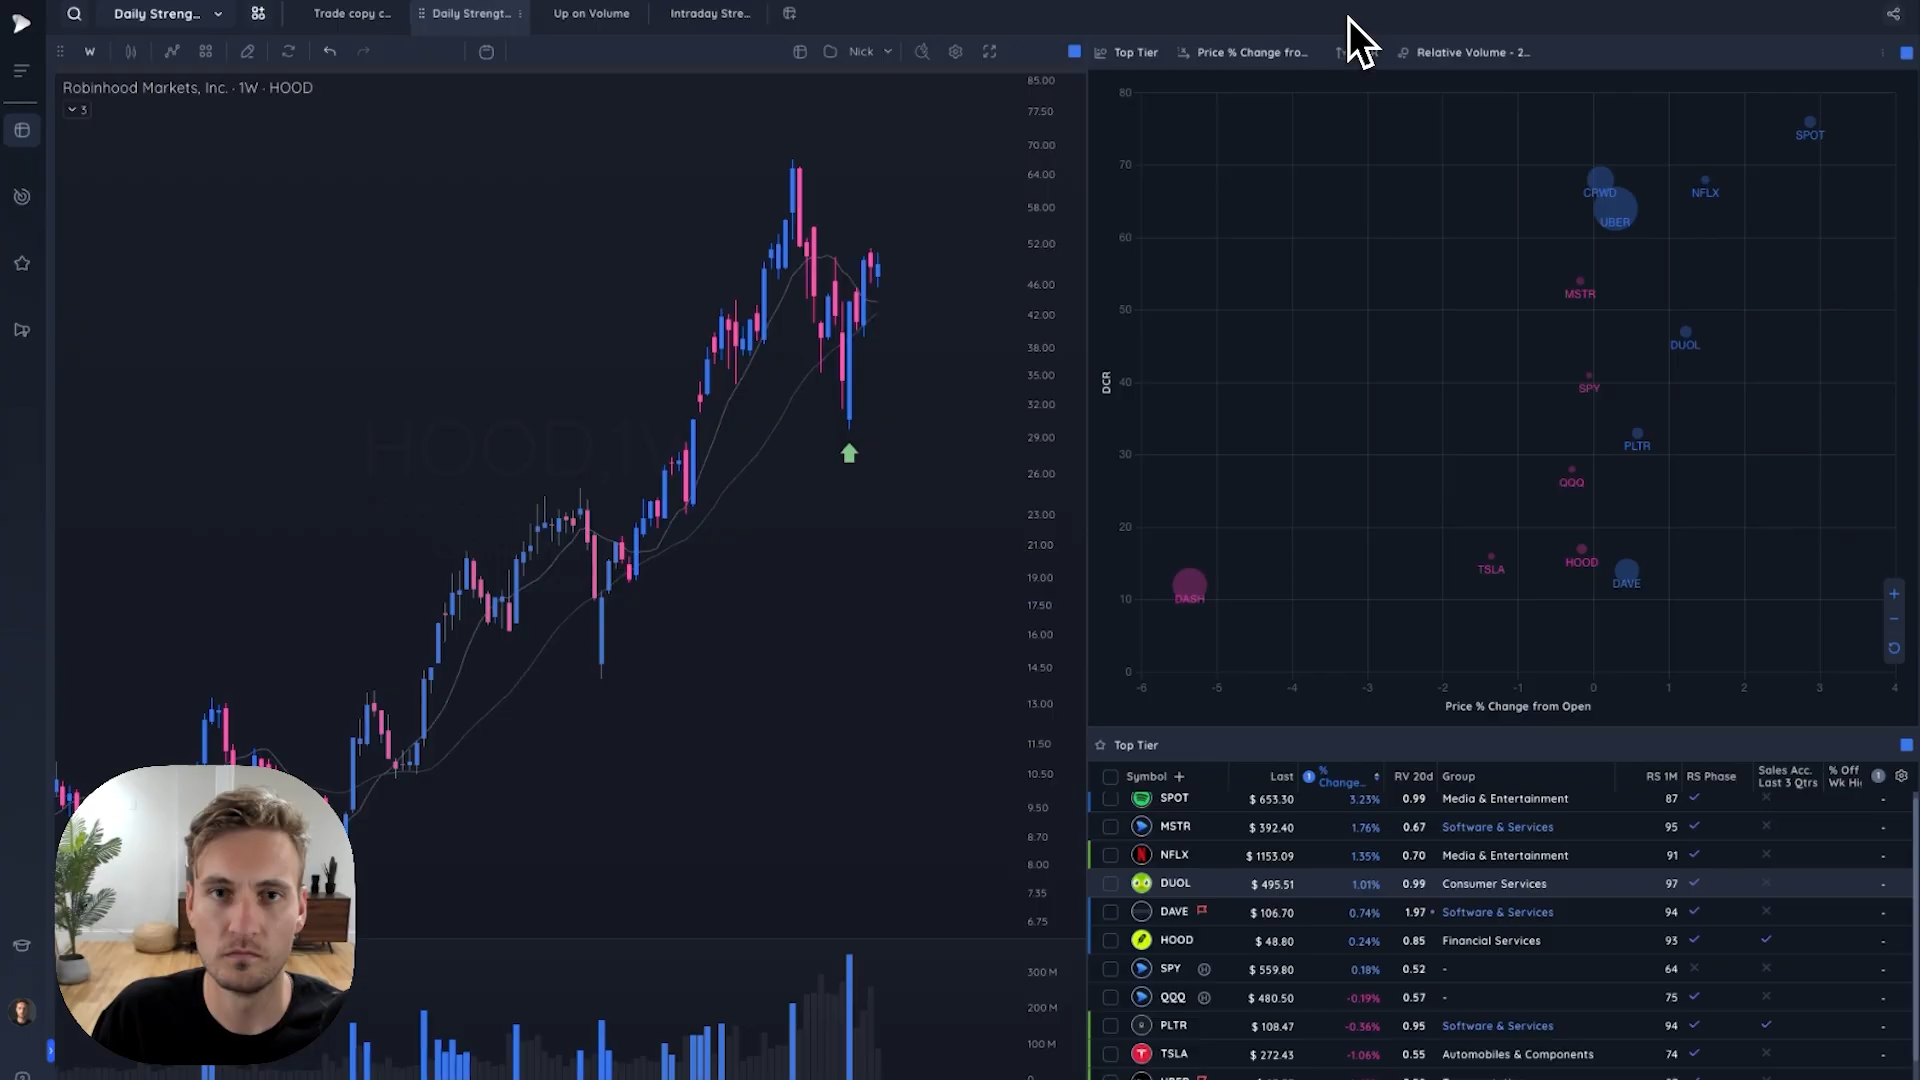 Daily Streng...
Trade copy c...
Daily Strengt...
Up on Volume
Intraday Stre...
W
Nick
Top Tier
Price % Change fro...
Relative Volume - 2...
Robinhood Markets, Inc. · 1W · HOOD
3
HOOD 1W
85.00
77.50
70.00
64.00
58.00
52.00
46.00
42.00
38.00
35.00
32.00
29.00
26.00
23.00
21.00
19.00
17.50
16.00
14.50
13.00
11.50
10.50
9.50
8.70
8.00
7.35
6.75
300 M
200 M
100 M
0
DCR
80
70
60
50
40
30
20
10
0
SPOT
CRWD
NFLX
UBER
MSTR
DUOL
SPY
PLTR
QQQ
TSLA
HOOD
DAVE
DASH
-6 -5 -4 -3 -2 -1 0 1 2 3 4
Price % Change from Open
Top Tier
Symbol + Last 1 % Change... RV 20d Group RS 1M RS Phase Sales Acc. Last 3 Qtrs % Off Wk Hi 1
SPOT $ 653.30 3.23% 0.99 Media & Entertainment 87 -
MSTR $ 392.40 1.76% 0.67 Software & Services 95 -
NFLX $ 1153.09 1.35% 0.70 Media & Entertainment 91 -
DUOL $ 495.51 1.01% 0.99 Consumer Services 97 -
DAVE $ 106.70 0.74% 1.97 Software & Services 94 -
HOOD $ 48.80 0.24% 0.85 Financial Services 93 -
SPY H $ 559.80 0.18% 0.52 - 64 -
QQQ H $ 480.50 -0.19% 0.57 - 75 -
PLTR $ 108.47 -0.36% 0.95 Software & Services 94 -
TSLA $ 272.43 -1.06% 0.55 Automobiles & Components 74 -